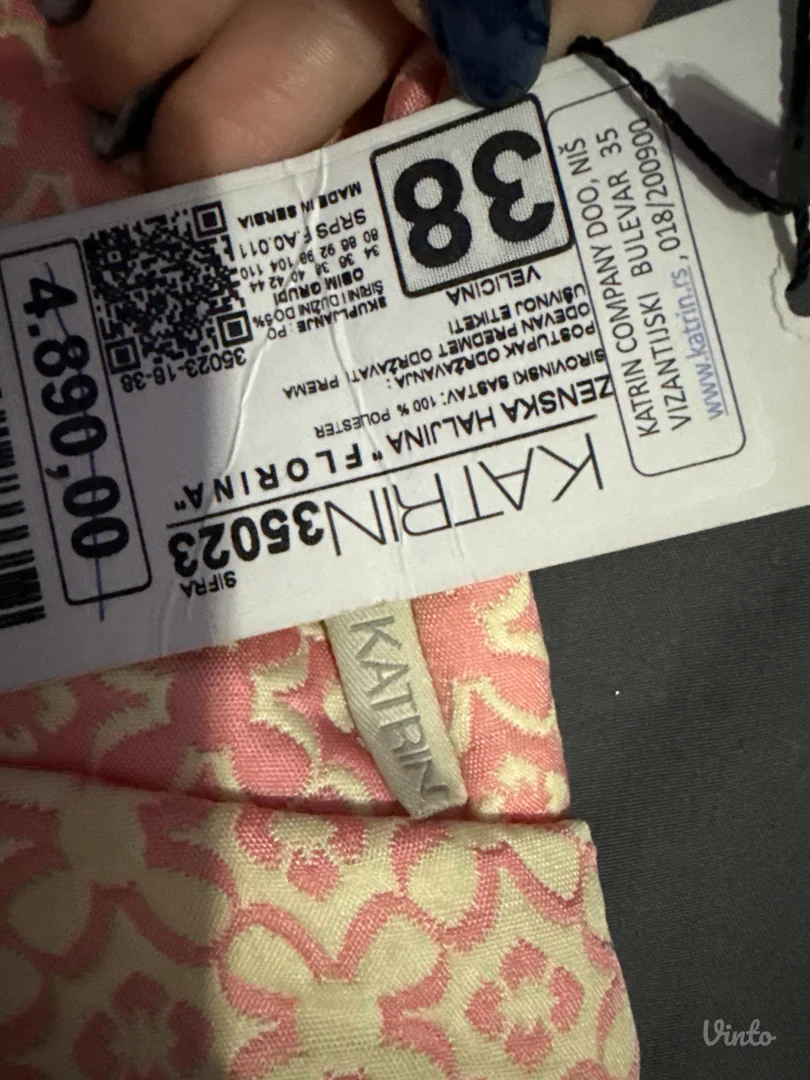 SIFRA
KATRIN 35023
ZENSKA HALJINA "FLORINA"
SIROVINSKI SASTAV: 100 % POLIESTER
POSTUPAK ODRŽAVANJA :
ODEVAN PREDMET ODRŽAVATI PREMA
UŠIVNOJ ETIKETI
VELICINA
38
35023-18-38
SKUPLJANJE : PO
ŠIRINI I DUŽINI DO 5%
OBIM GRUDI
34 36 38 40 42 44
80 86 92 98 104 110
SRPS F.A0.011
MADE IN SERBIA
4.890,00
KATRIN COMPANY DOO, NIŠ
VIZANTIJSKI BULEVAR 35
www.katrin.rs , 018/200900
KATRIN
Vinto